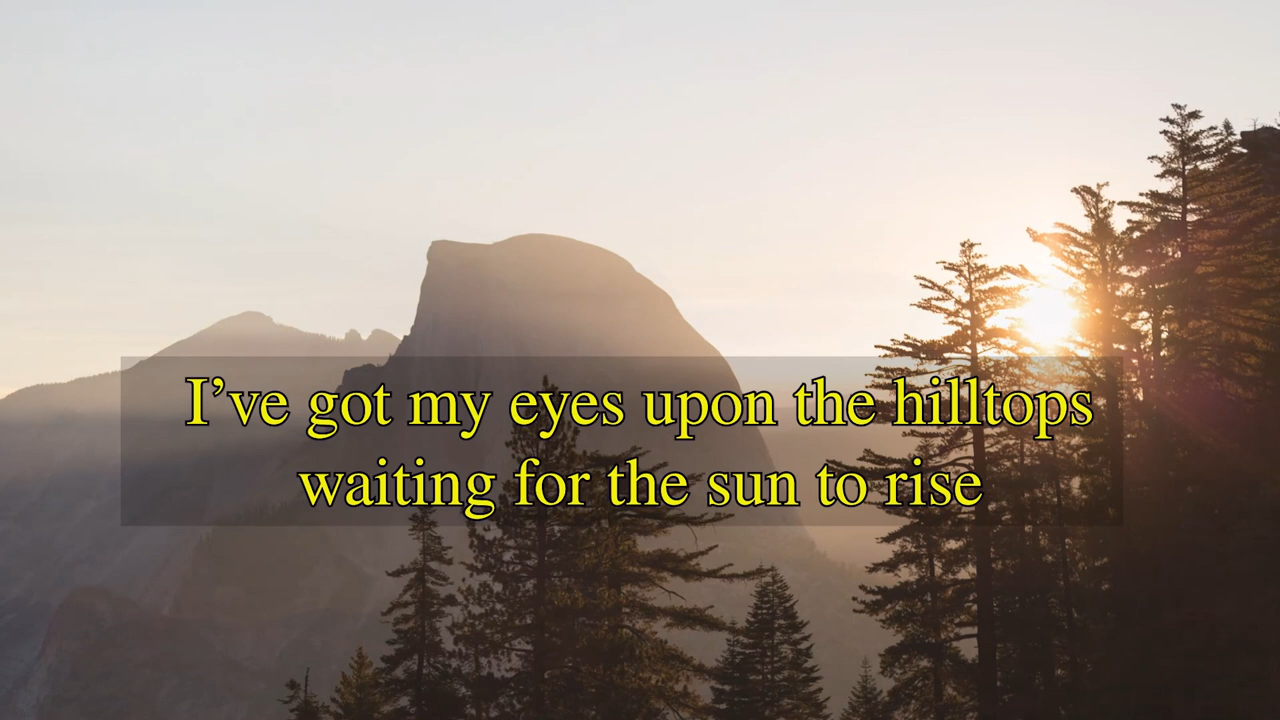 I’ve got my eyes upon the hilltops
waiting for the sun to rise